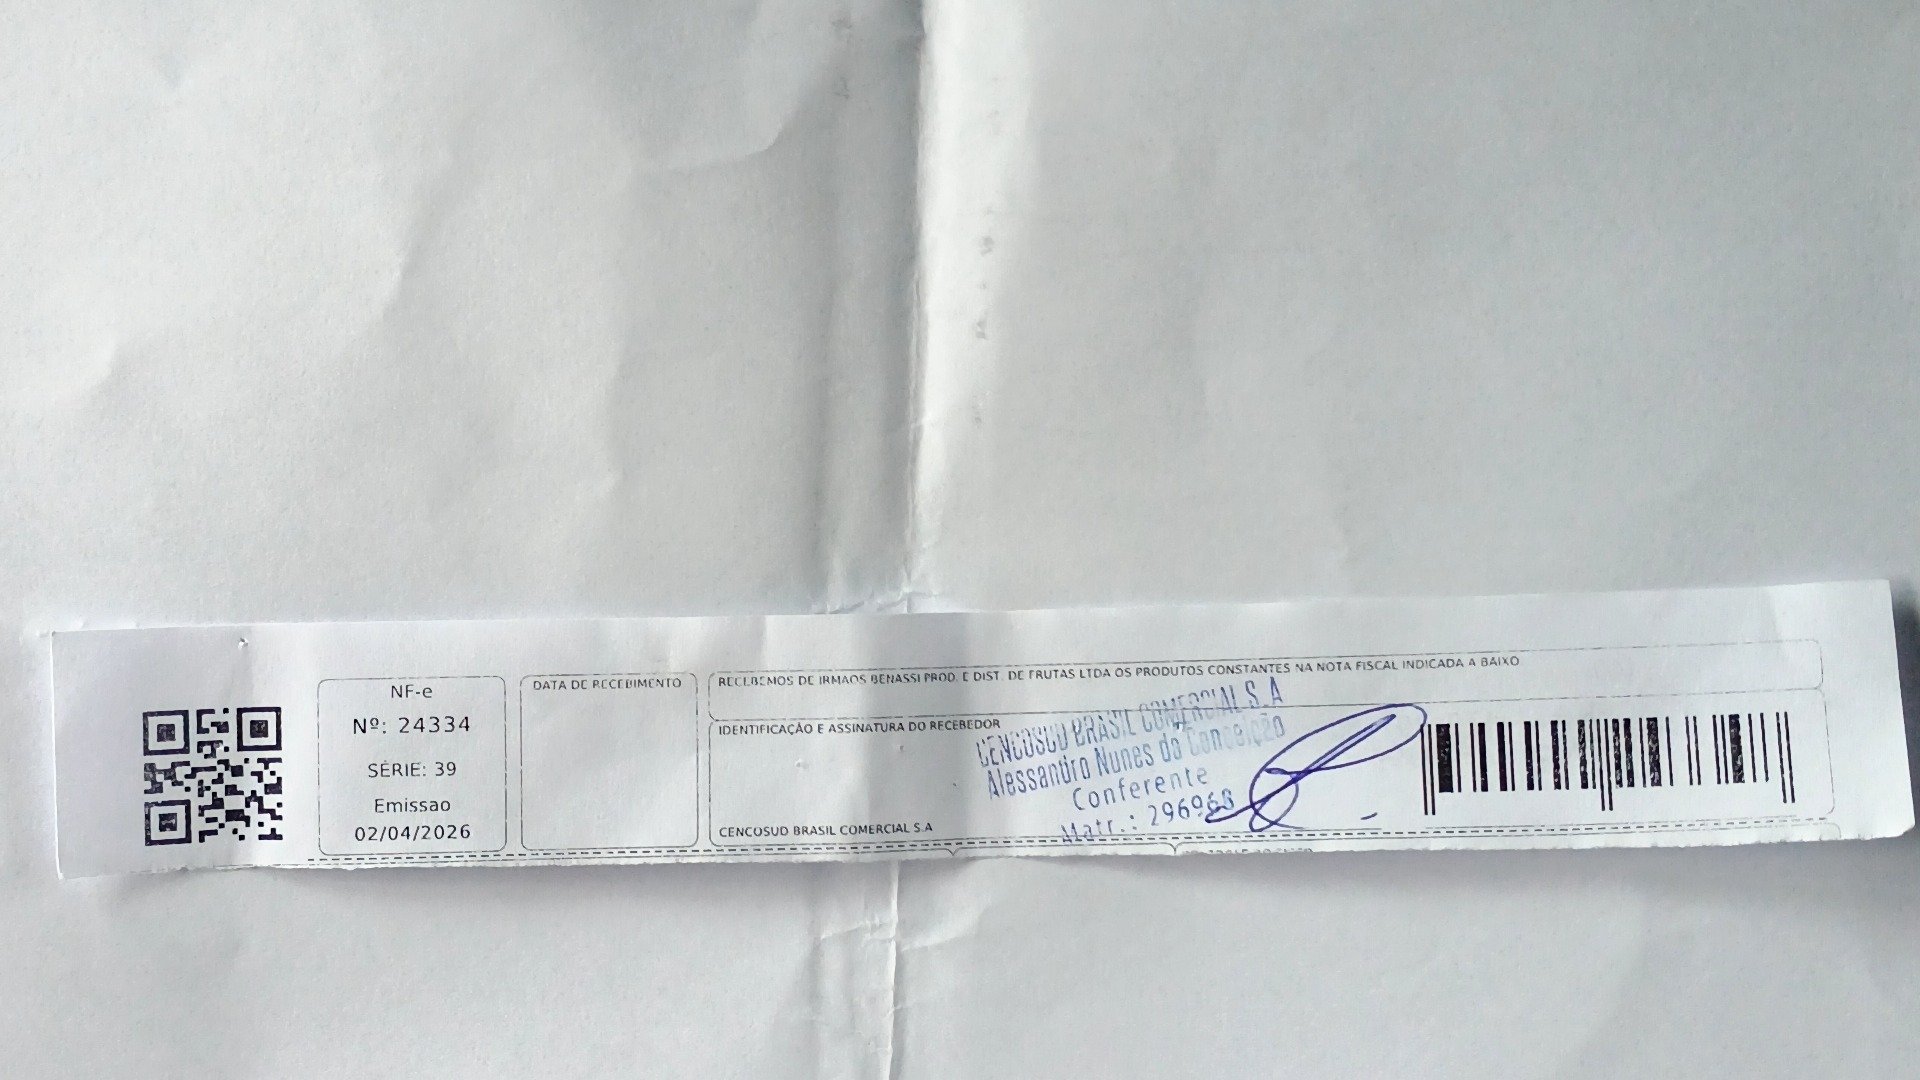 NF-e
Nº: 24334
SÉRIE: 39
Emissao
02/04/2026
DATA DE RECEBIMENTO
RECEBEMOS DE IRMAOS BENASSI PROD. E DIST. DE FRUTAS LTDA OS PRODUTOS CONSTANTES NA NOTA FISCAL INDICADA A BAIXO
IDENTIFICAÇÃO E ASSINATURA DO RECEBEDOR
CENCOSUD BRASIL COMERCIAL S.A
Alessandro Nunes da Conceição
Conferente
Matr.:
CENCOSUD BRASIL COMERCIAL S.A